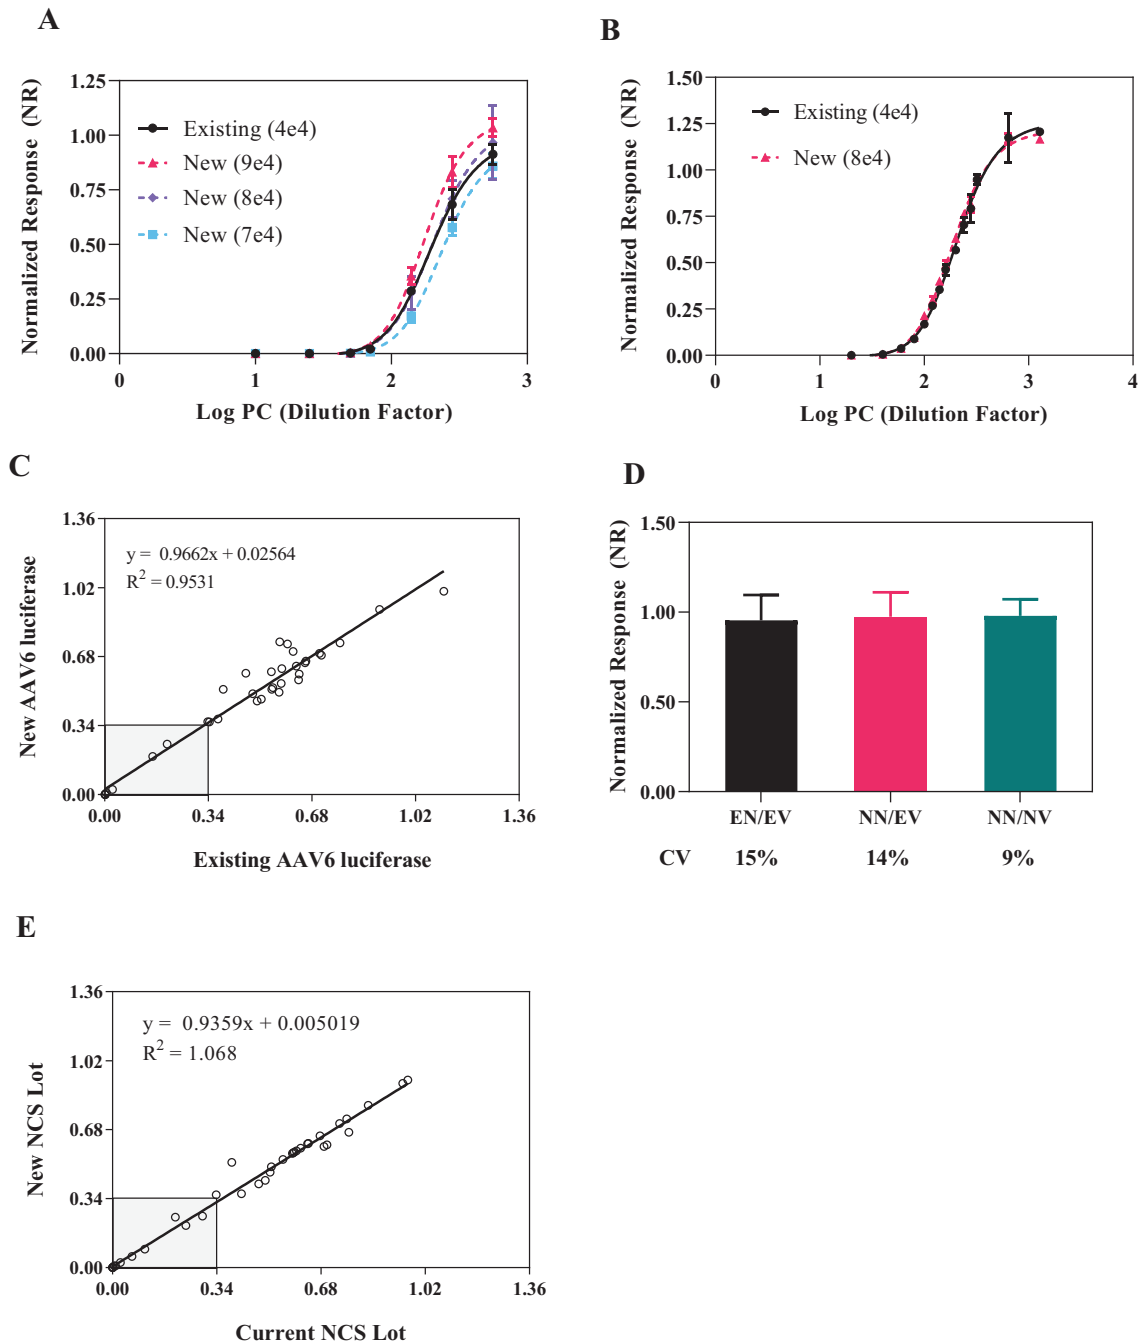 A
Normalized Response (NR)
1.25
1.00
0.75
0.50
0.25
0.00
Existing (4e4)
New (9e4)
New (8e4)
New (7e4)
0 1 2 3
Log PC (Dilution Factor)
B
Normalized Response (NR)
1.50
1.25
1.00
0.75
0.50
0.25
0.00
Existing (4e4)
New (8e4)
0 1 2 3 4
Log PC (Dilution Factor)
C
New AAV6 luciferase
1.36
1.02
0.68
0.34
0.00
y = 0.9662x + 0.02564
R² = 0.9531
0.00 0.34 0.68 1.02 1.36
Existing AAV6 luciferase
D
Normalized Response (NR)
1.50
1.00
0.50
0.00
EN/EV NN/EV NN/NV
CV 15% 14% 9%
E
New NCS Lot
1.36
1.02
0.68
0.34
0.00
y = 0.9359x + 0.005019
R² = 1.068
0.00 0.34 0.68 1.02 1.36
Current NCS Lot